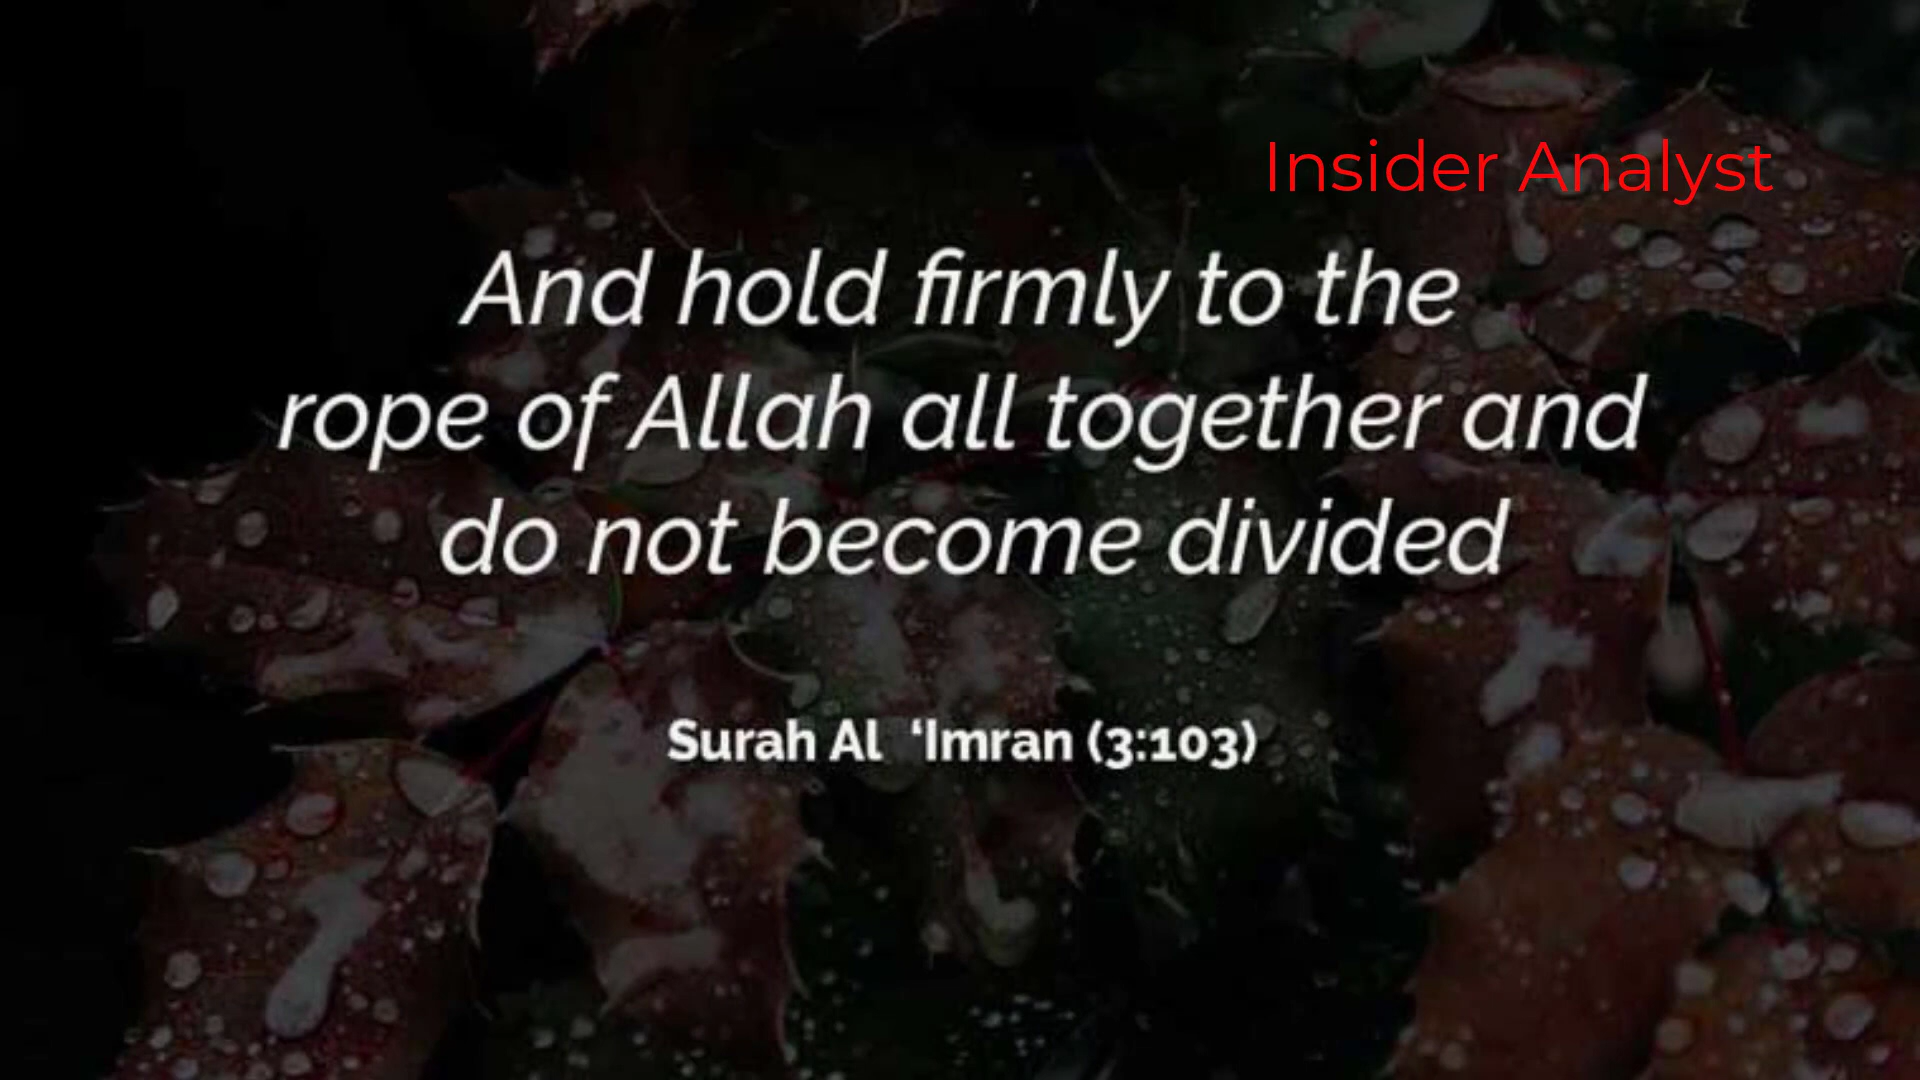 Insider Analyst
And hold firmly to the
rope of Allah all together and
do not become divided
Surah Al ‘Imran (3:103)